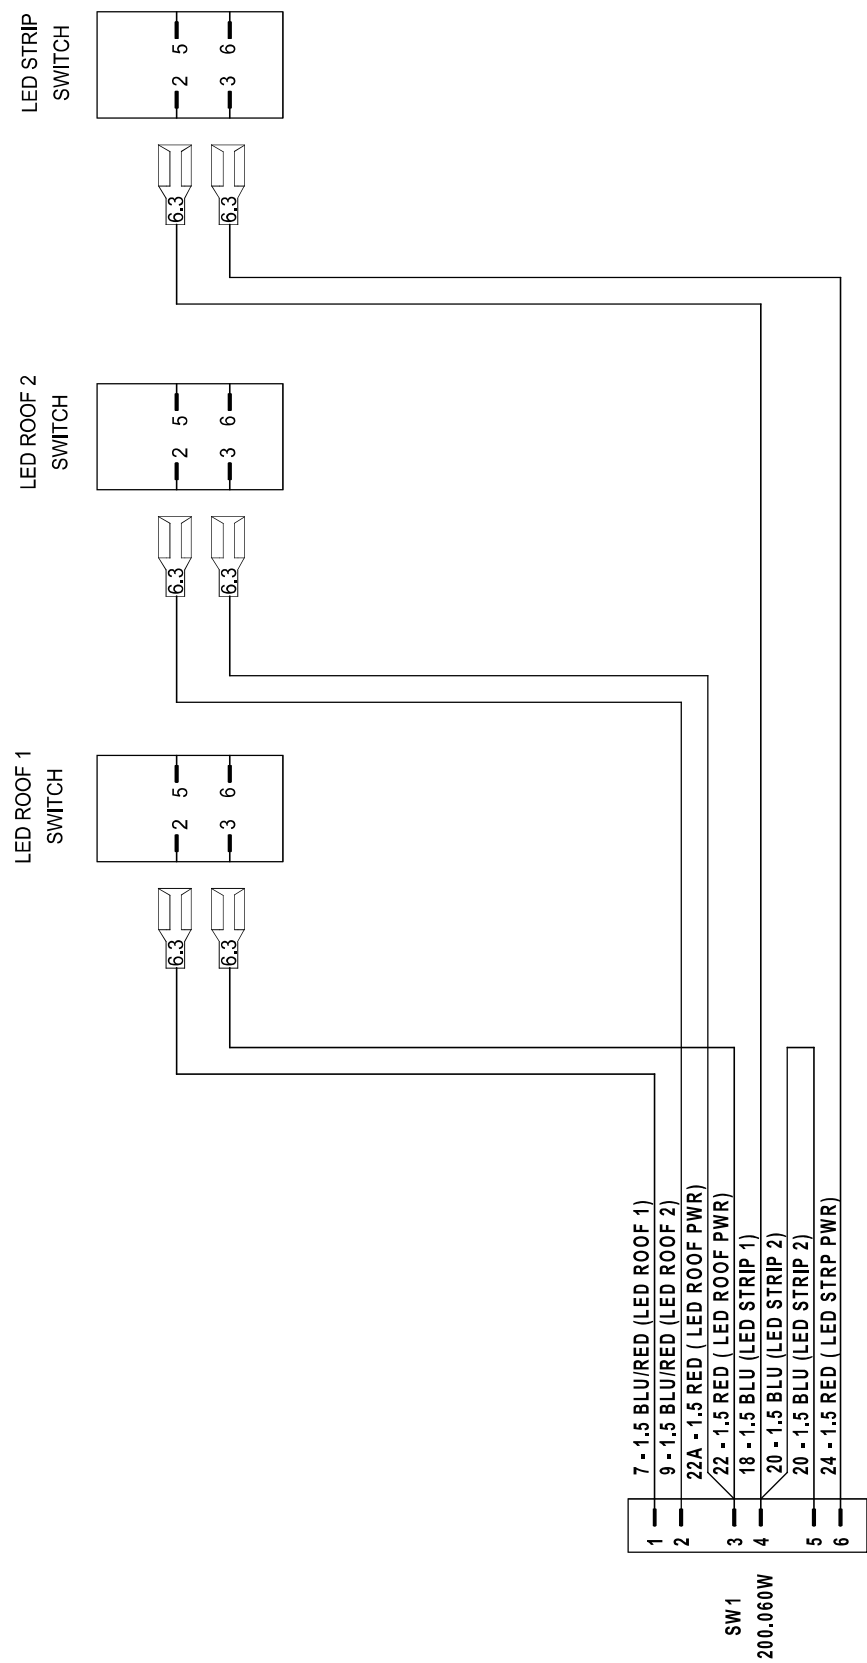 LED STRIP
SWITCH
5
6
2
3
6.3
6.3
LED ROOF 2
SWITCH
5
6
2
3
6.3
6.3
LED ROOF 1
SWITCH
5
6
2
3
6.3
6.3
7 - 1.5 BLU/RED (LED ROOF 1)
9 - 1.5 BLU/RED (LED ROOF 2)
22A - 1.5 RED ( LED ROOF PWR)
22 - 1.5 RED ( LED ROOF PWR)
18 - 1.5 BLU (LED STRIP 1)
20 - 1.5 BLU (LED STRIP 2)
20 - 1.5 BLU (LED STRIP 2)
24 - 1.5 RED ( LED STRP PWR)
1
2
3
4
5
6
SW1
200.060W